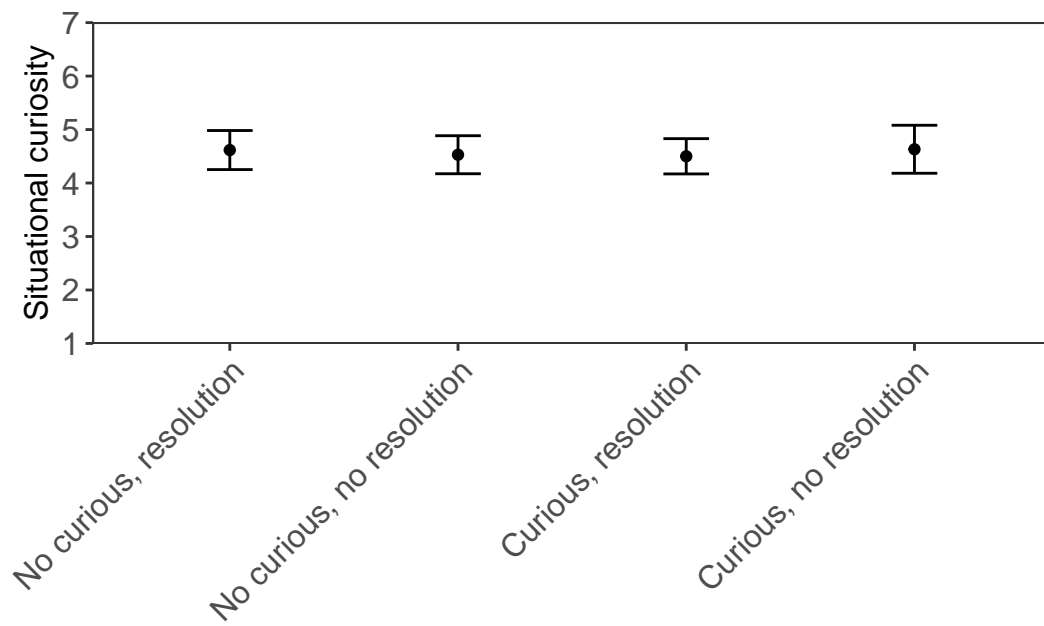 Situational curiosity
7
6
5
4
3
2
1
No curious, resolution
No curious, no resolution
Curious, resolution
Curious, no resolution